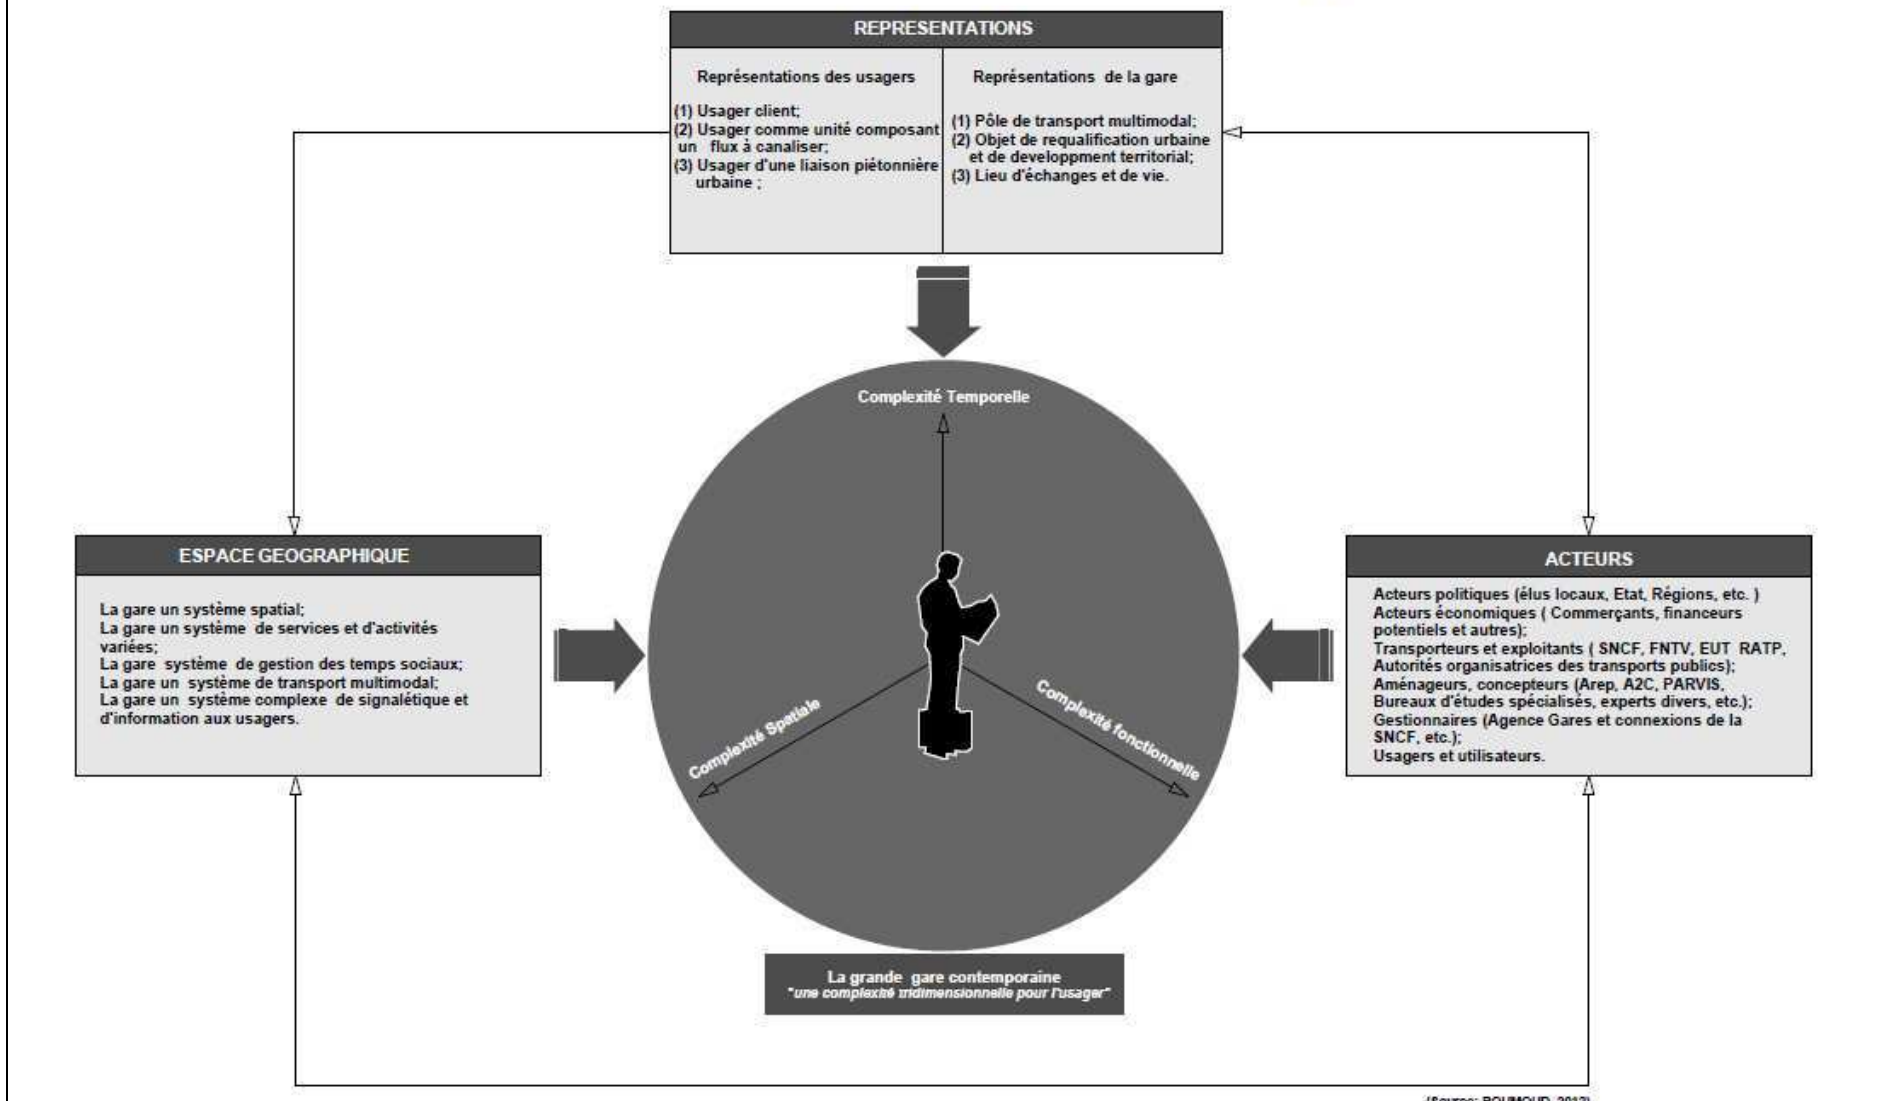 REPRESENTATIONS
Représentations des usagers
(1) Usager client;
(2) Usager comme unité composant
un flux à canaliser;
(3) Usager d'une liaison piétonnière
urbaine ;
Représentations de la gare
(1) Pôle de transport multimodal;
(2) Objet de requalification urbaine
et de developpment territorial;
(3) Lieu d'échanges et de vie.
Complexité Temporelle
ESPACE GEOGRAPHIQUE
La gare un système spatial;
La gare un système de services et d'activités
variées;
La gare système de gestion des temps sociaux;
La gare un système de transport multimodal;
La gare un système complexe de signalétique et
d'information aux usagers.
Complexité Spatiale
Complexité fonctionnelle
ACTEURS
Acteurs politiques (élus locaux, Etat, Régions, etc. )
Acteurs économiques ( Commerçants, financeurs
potentiels et autres);
Transporteurs et exploitants ( SNCF, FNTV, EUT RATP,
Autorités organisatrices des transports publics);
Aménageurs, concepteurs (Arep, A2C, PARVIS,
Bureaux d'études spécialisés, experts divers, etc.);
Gestionnaires (Agence Gares et connexions de la
SNCF, etc.);
Usagers et utilisateurs.
La grande gare contemporaine
"une complexité tridimensionnelle pour l'usager"
(Source: